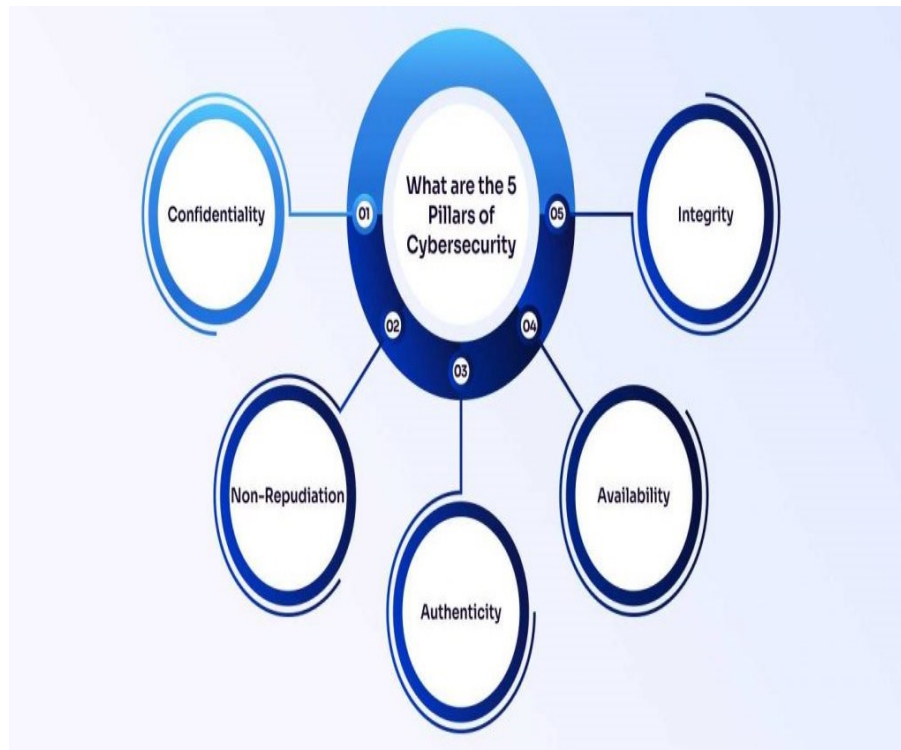 What are the 5
Pillars of
Cybersecurity
01
Confidentiality
02
Non-Repudiation
03
Authenticity
04
Availability
05
Integrity